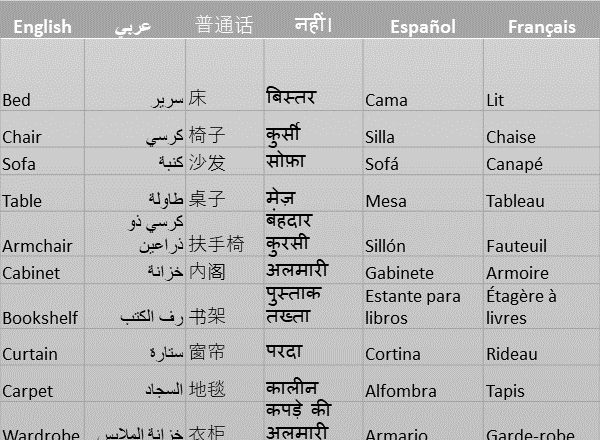 English عربي 普通话 नहीं। Español Français
Bed سرير 床 बिस्तर Cama Lit
Chair كرسي 椅子 कुर्सी Silla Chaise
Sofa كنبة 沙发 सोफ़ा Sofá Canapé
Table طاولة 桌子 मेज़ Mesa Tableau
كرسي ذو बंहदार
Armchair ذراعين 扶手椅 कुरसी Sillón Fauteuil
Cabinet خزانة 内阁 अलमारी Gabinete Armoire
पुस्ताक Estante para Étagère à
Bookshelf رف الكتب 书架 तख्ता libros livres
Curtain ستارة 窗帘 परदा Cortina Rideau
Carpet السجاد 地毯 कालीन Alfombra Tapis
कपड़े की
Wardrobe خزانة الملابس 衣柜 अलमारी Armario Garde-robe